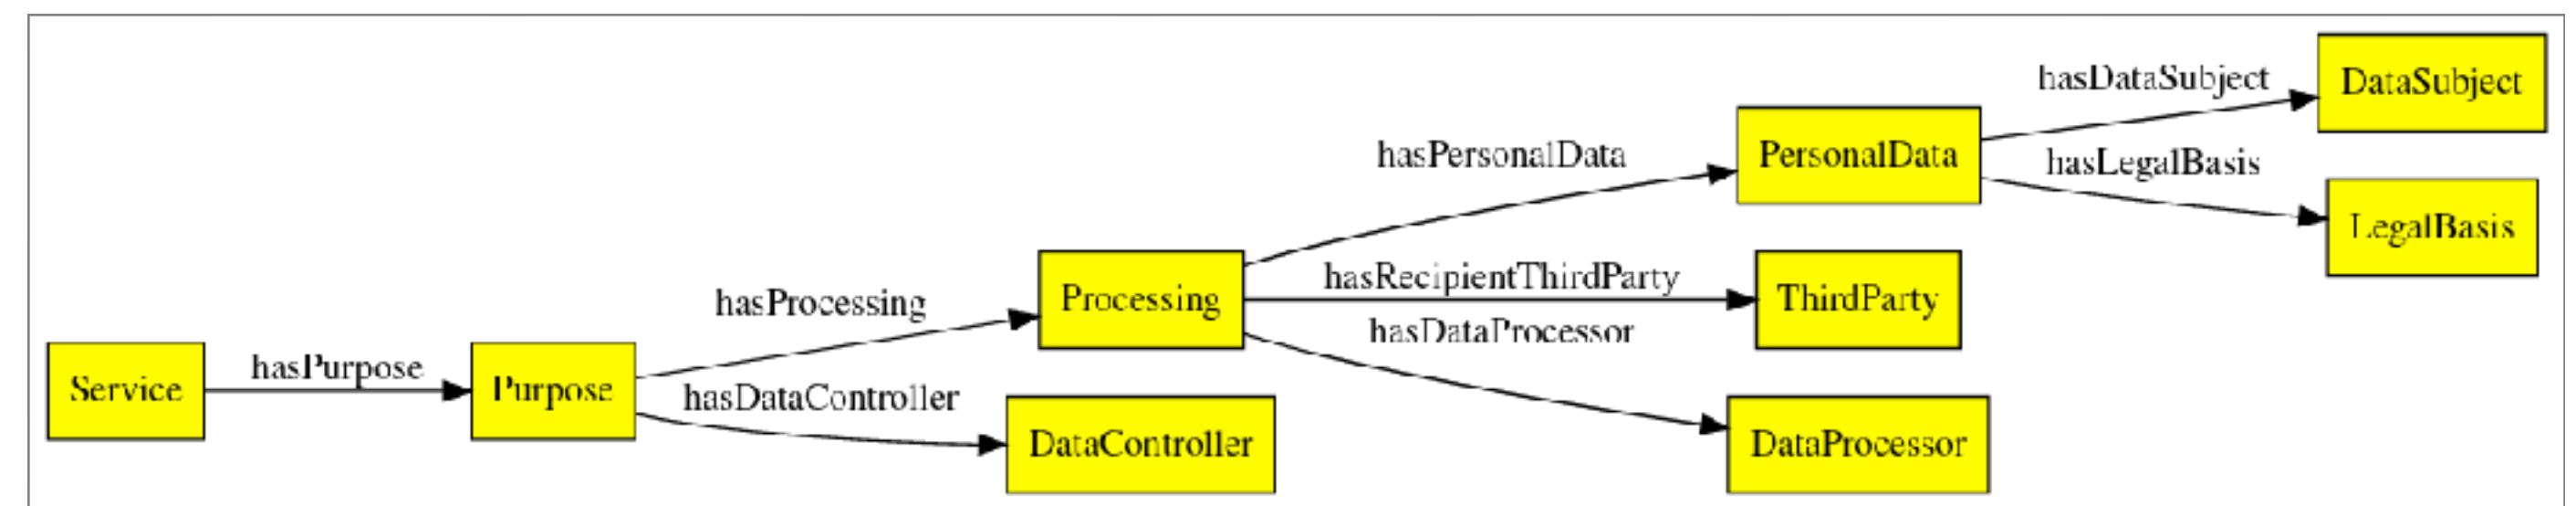 hasDataSubject
DataSubject
hasPersonalData
PersonalData
hasLegalBasis
LegalBasis
hasRecipientThirdParty
hasProcessing
Processing
ThirdParty
hasDataProcessor
hasPurpose
Service
Purpose
hasDataController
DataController
DataProcessor